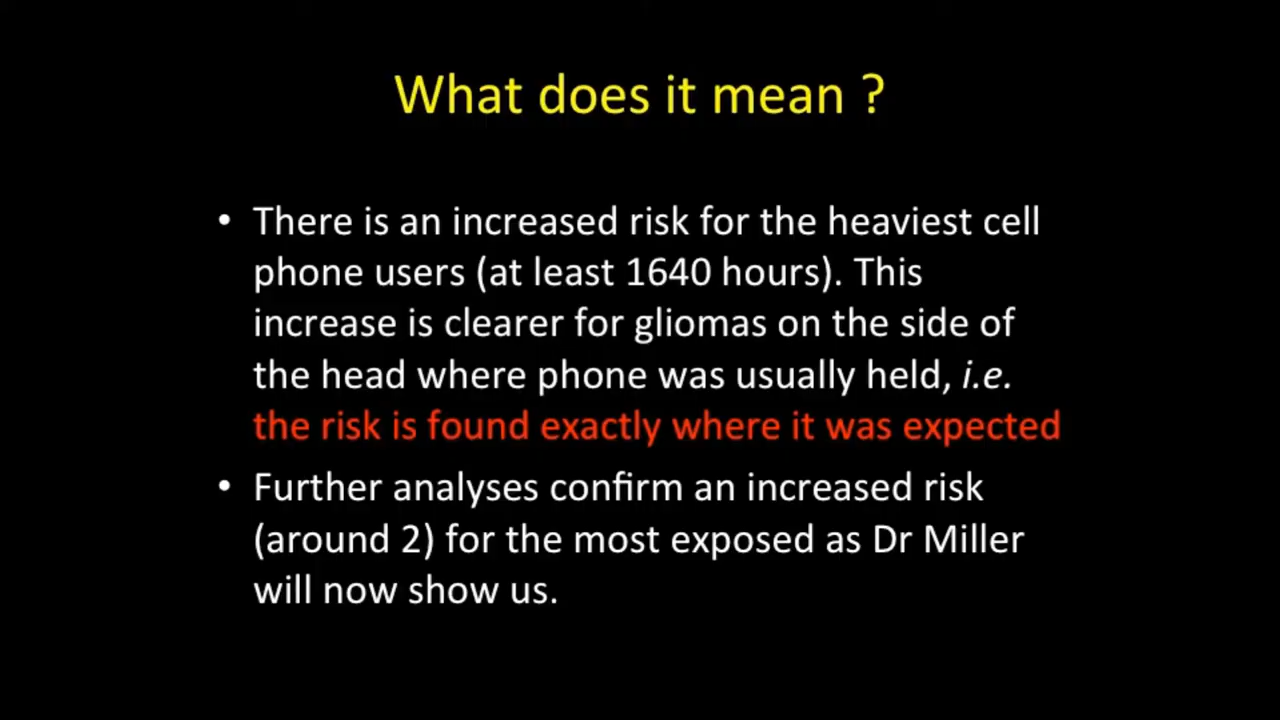 What does it mean ?
• There is an increased risk for the heaviest cell
phone users (at least 1640 hours). This
increase is clearer for gliomas on the side of
the head where phone was usually held, i.e.
the risk is found exactly where it was expected
• Further analyses confirm an increased risk
(around 2) for the most exposed as Dr Miller
will now show us.